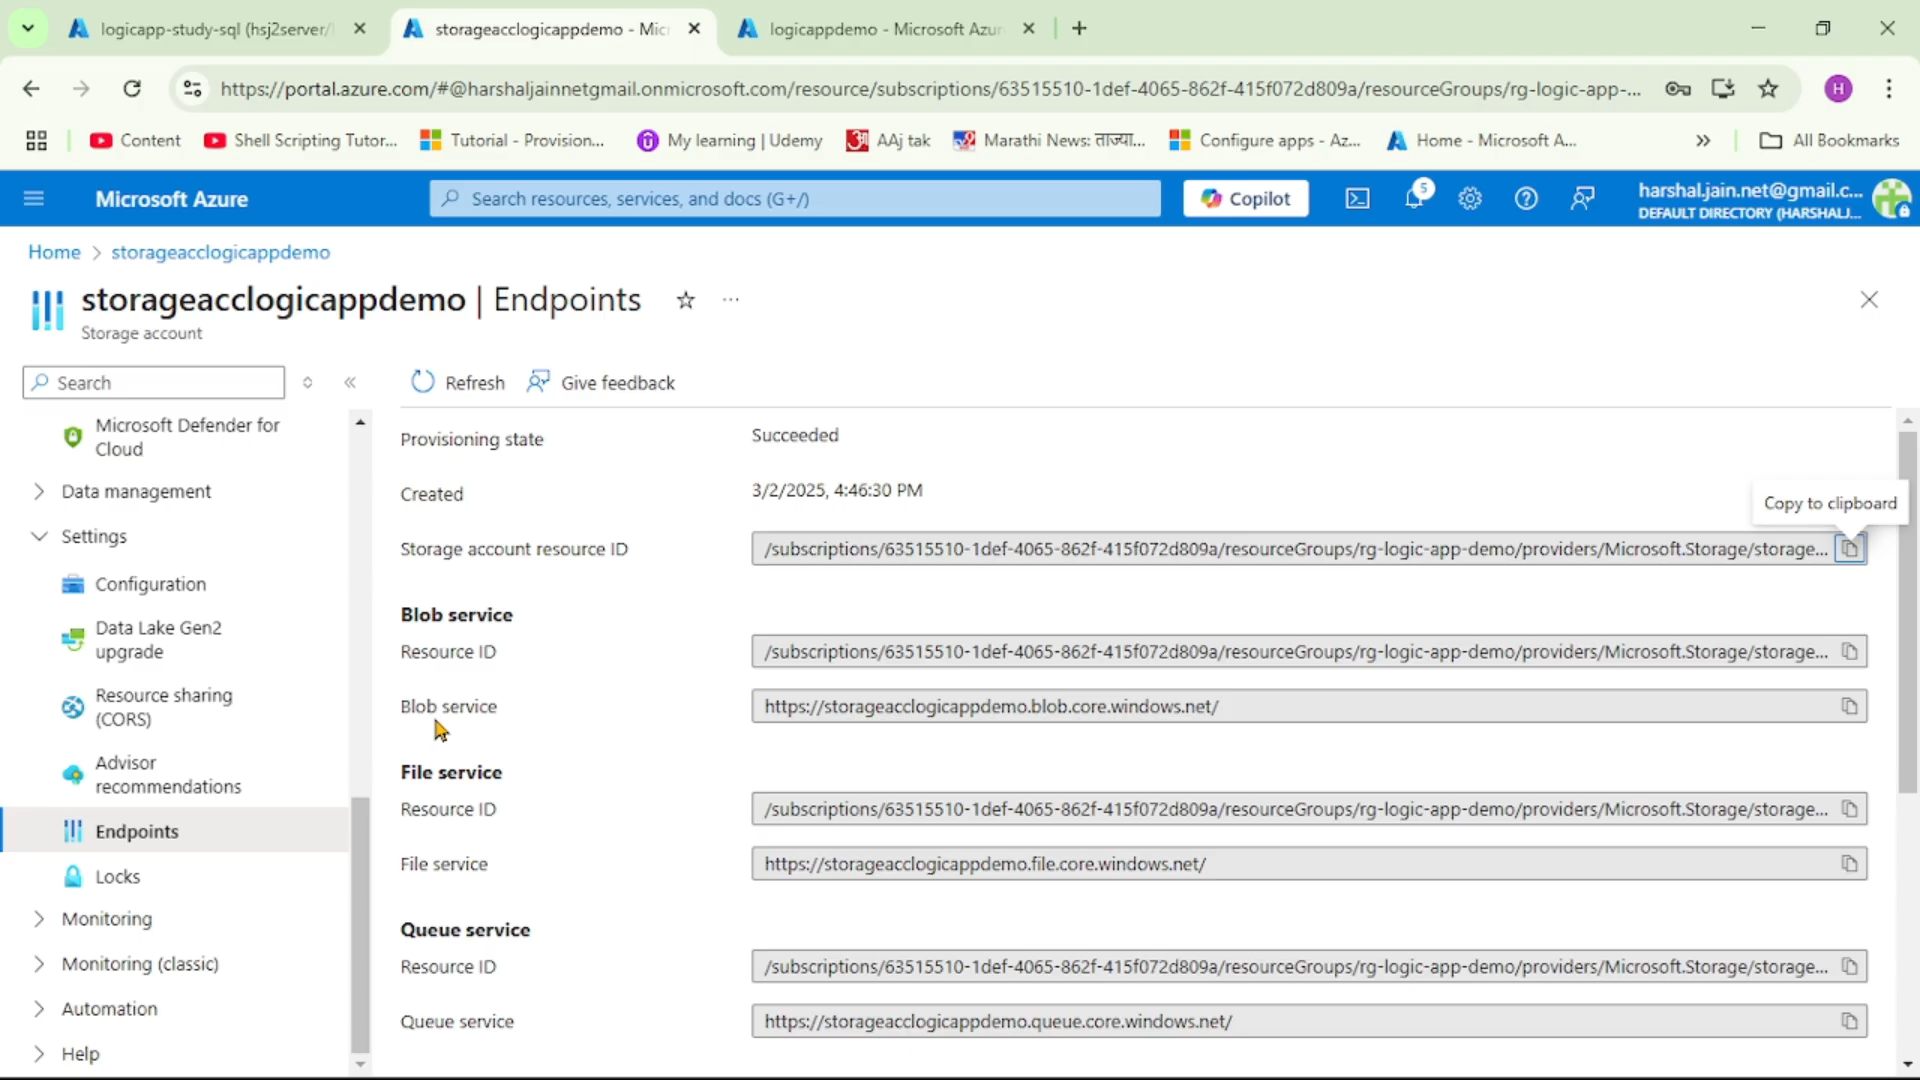 logicapp-study-sql (hsj2server/
storageacclogicappdemo - Mic
logicappdemo - Microsoft Azur
https://portal.azure.com/#@harshaljainnetgmail.onmicrosoft.com/resource/subscriptions/63515510-1def-4065-862f-415f072d809a/resourceGroups/rg-logic-app-...
H
Content
Shell Scripting Tutor...
Tutorial - Provision...
My learning | Udemy
AAj tak
Marathi News: ताज्या...
Configure apps - Az...
Home - Microsoft A...
All Bookmarks
Microsoft Azure
Search resources, services, and docs (G+/)
Copilot
5
harshal.jain.net@gmail.c...
DEFAULT DIRECTORY (HARSHALJ...
Home > storageacclogicappdemo
storageacclogicappdemo | Endpoints
Storage account
Search
Refresh
Give feedback
Microsoft Defender for
Cloud
Data management
Settings
Configuration
Data Lake Gen2
upgrade
Resource sharing
(CORS)
Advisor
recommendations
Endpoints
Locks
Monitoring
Monitoring (classic)
Automation
Help
Provisioning state
Succeeded
Created
3/2/2025, 4:46:30 PM
Copy to clipboard
Storage account resource ID
/subscriptions/63515510-1def-4065-862f-415f072d809a/resourceGroups/rg-logic-app-demo/providers/Microsoft.Storage/storage...
Blob service
Resource ID
/subscriptions/63515510-1def-4065-862f-415f072d809a/resourceGroups/rg-logic-app-demo/providers/Microsoft.Storage/storage...
Blob service
https://storageacclogicappdemo.blob.core.windows.net/
File service
Resource ID
/subscriptions/63515510-1def-4065-862f-415f072d809a/resourceGroups/rg-logic-app-demo/providers/Microsoft.Storage/storage...
File service
https://storageacclogicappdemo.file.core.windows.net/
Queue service
Resource ID
/subscriptions/63515510-1def-4065-862f-415f072d809a/resourceGroups/rg-logic-app-demo/providers/Microsoft.Storage/storage...
Queue service
https://storageacclogicappdemo.queue.core.windows.net/